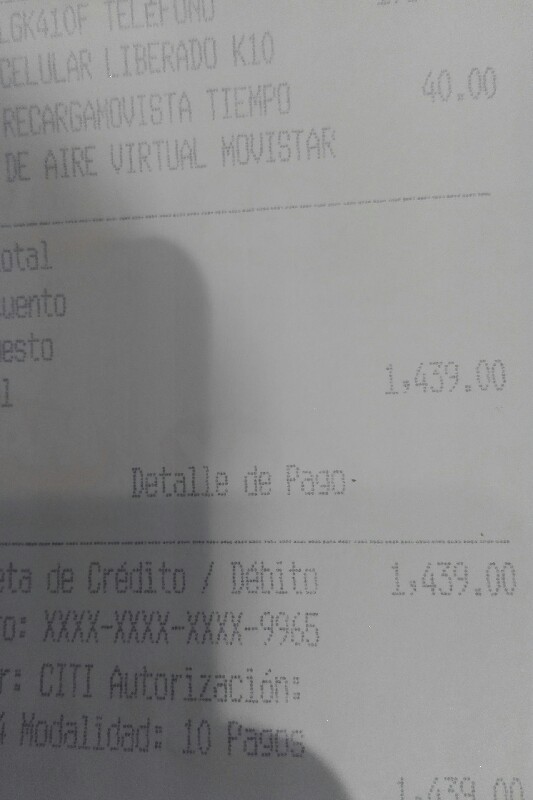 LGK410F TELEFONO
CELULAR LIBERADO K10
RECARGAMOVISTA TIEMPO 40.00
DE AIRE VIRTUAL MOVISTAR
otal
cuento
uesto
l 1,439.00
Detalle de Pago
eta de Crédito / Débito 1,439.00
ro: XXXX-XXXX-XXXX-9965
r: CITI Autorización:
4 Modalidad: 10 Pagos
1,439.00